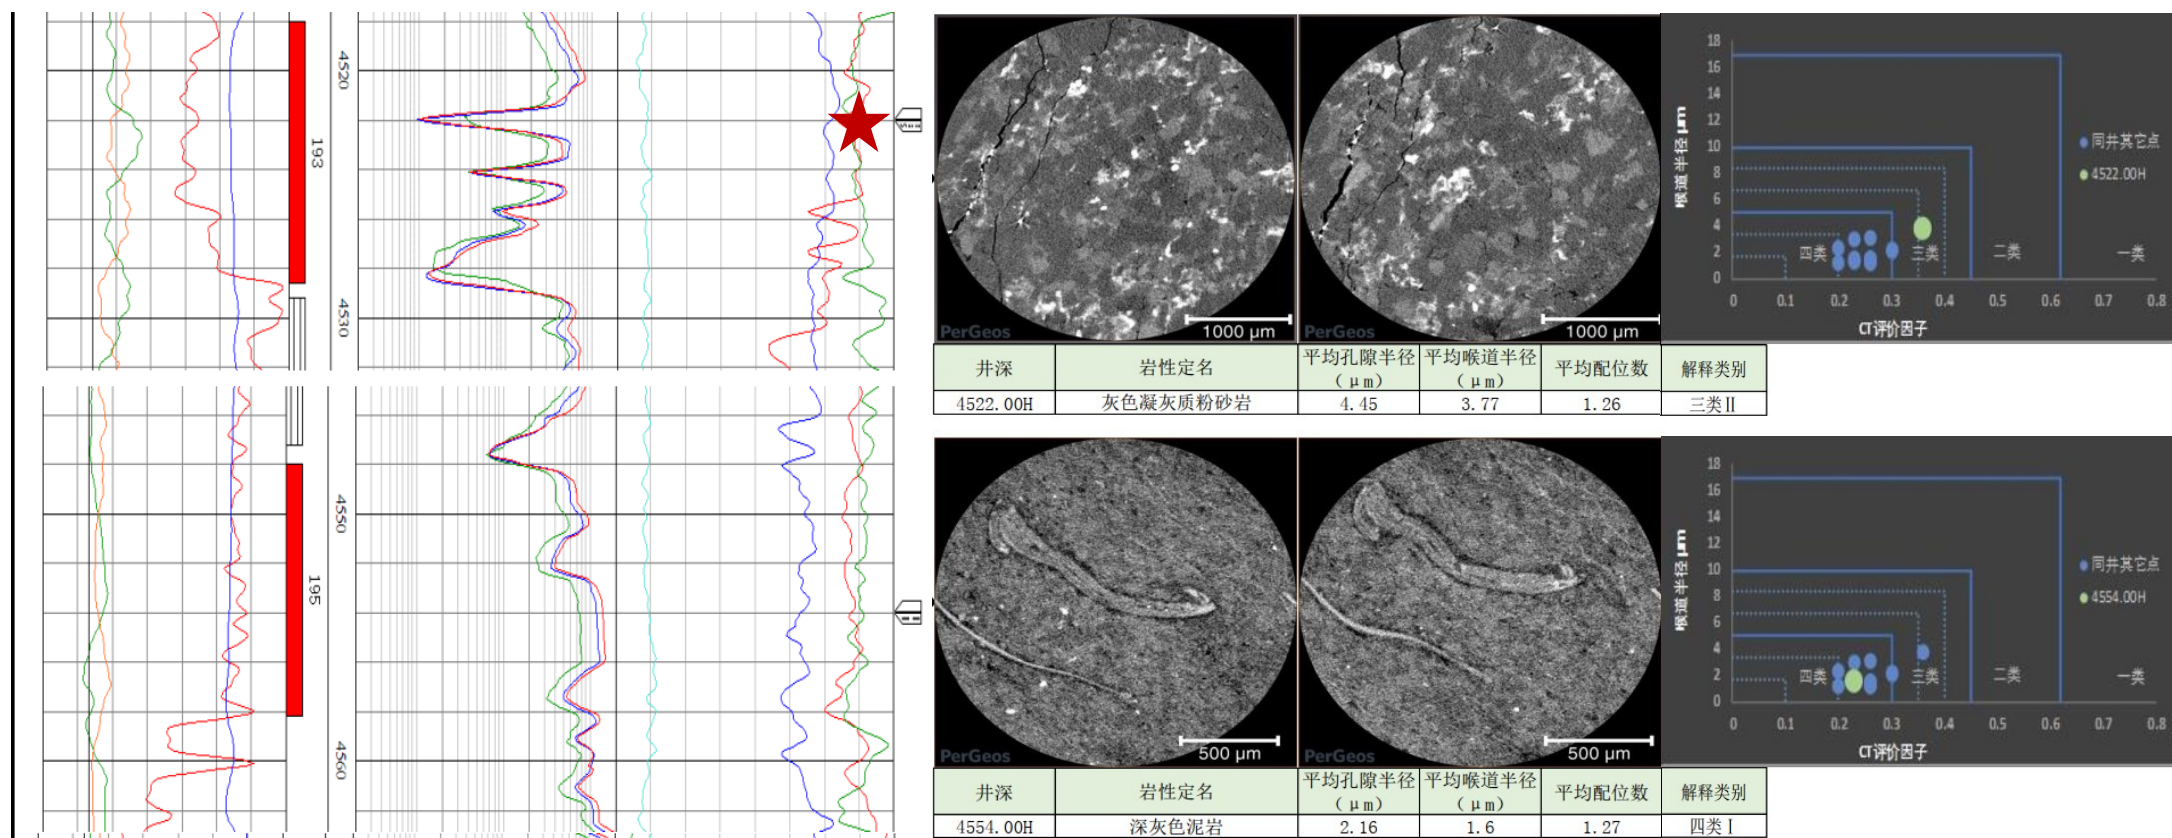 4520
193
4530
PerGeos
1000 μm
PerGeos
1000 μm
井深 岩性定名 平均孔隙半径（μm） 平均喉道半径（μm） 平均配位数 解释类别
4522.00H 灰色凝灰质粉砂岩 4.45 3.77 1.26 三类Ⅱ
喉道半径μm
18
16
14
12
10
8
6
4
2
0
四类 三类 二类 一类
0 0.1 0.2 0.3 0.4 0.5 0.6 0.7 0.8
CT评价因子
同井其它点
4522.00H
4550
195
4560
PerGeos
500 μm
PerGeos
500 μm
井深 岩性定名 平均孔隙半径（μm） 平均喉道半径（μm） 平均配位数 解释类别
4554.00H 深灰色泥岩 2.16 1.6 1.27 四类Ⅰ
喉道半径μm
18
16
14
12
10
8
6
4
2
0
四类 三类 二类 一类
0 0.1 0.2 0.3 0.4 0.5 0.6 0.7 0.8
CT评价因子
同井其它点
4554.00H